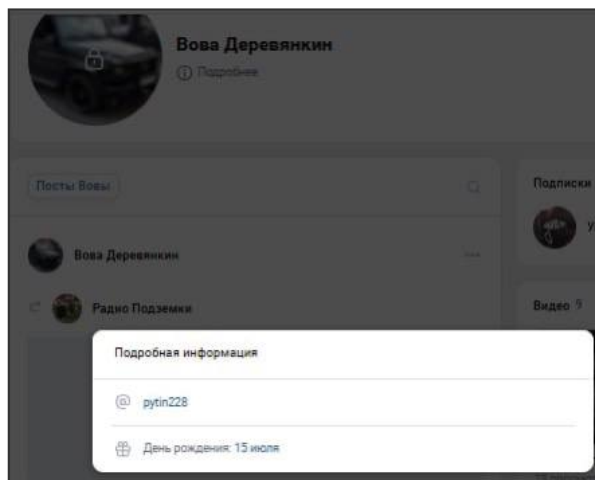 Вова Деревянкин
Подробнее
Посты Вовы
Подписки
Вова Деревянкин
Радио Подземки
Видео 9
Подробная информация
pytin228
День рождения: 15 июля